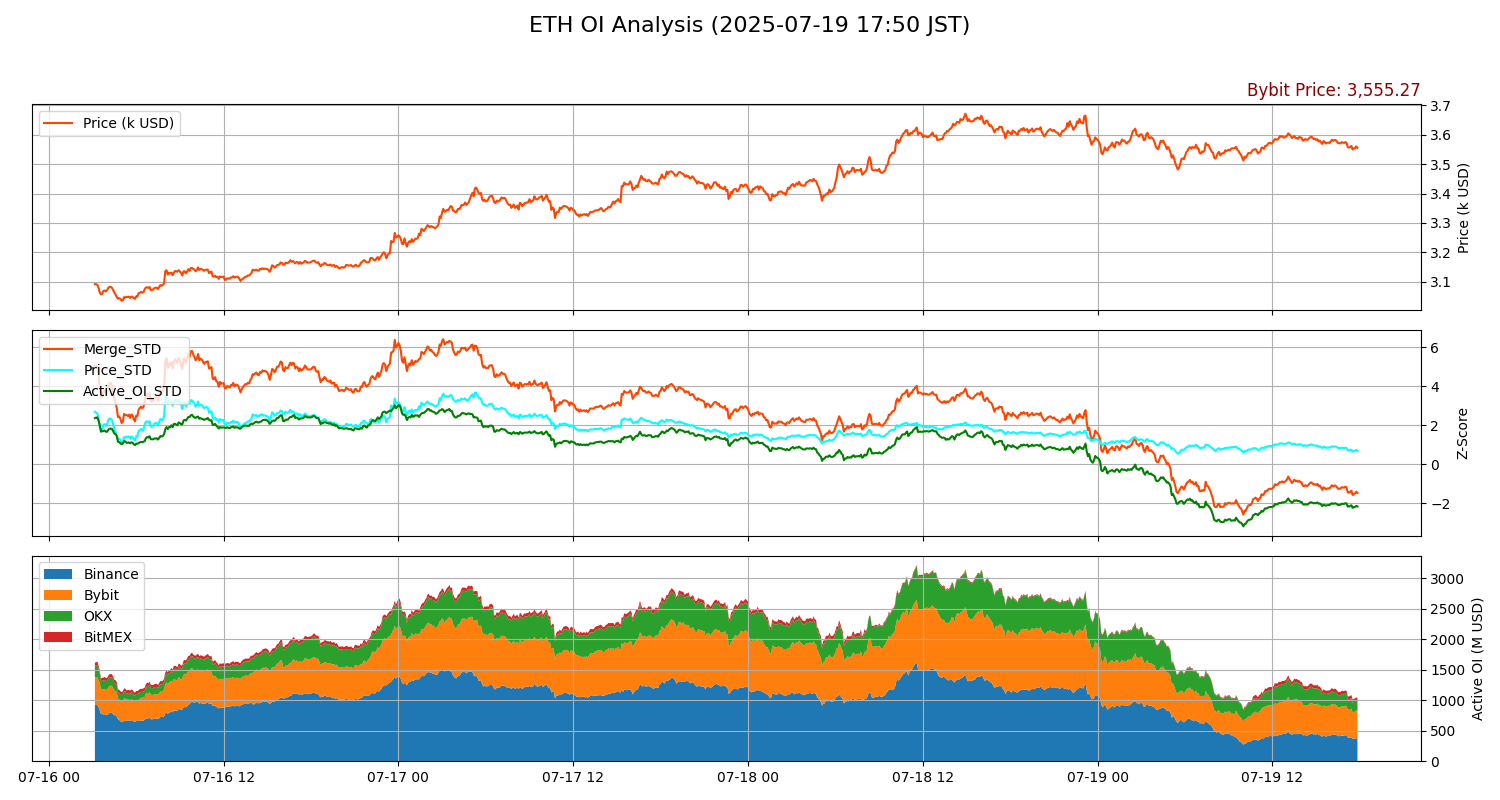 ETH OI Analysis (2025-07-19 17:50 JST)
Bybit Price: 3,555.27
Price (k USD)
3.7
3.6
3.5
3.4
3.3
3.2
3.1
Price (k USD)
Merge_STD
Price_STD
Active_OI_STD
6
4
2
0
−2
Z-Score
Binance
Bybit
OKX
BitMEX
3000
2500
2000
1500
1000
500
0
Active OI (M USD)
07-16 00 07-16 12 07-17 00 07-17 12 07-18 00 07-18 12 07-19 00 07-19 12